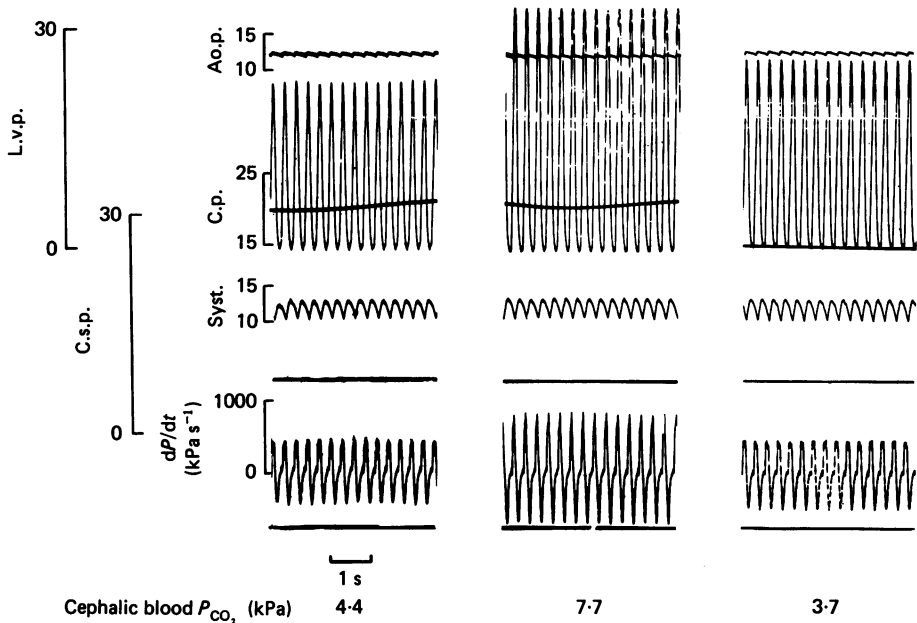 30
L.v.p.
0
30
C.s.p.
0
15
Ao.p.
10
25
C.p.
15
15
Syst.
10
1000
dP/dt
(kPa s⁻¹)
0
1 s
Cephalic blood P_CO₂ (kPa) 4·4 7·7 3·7